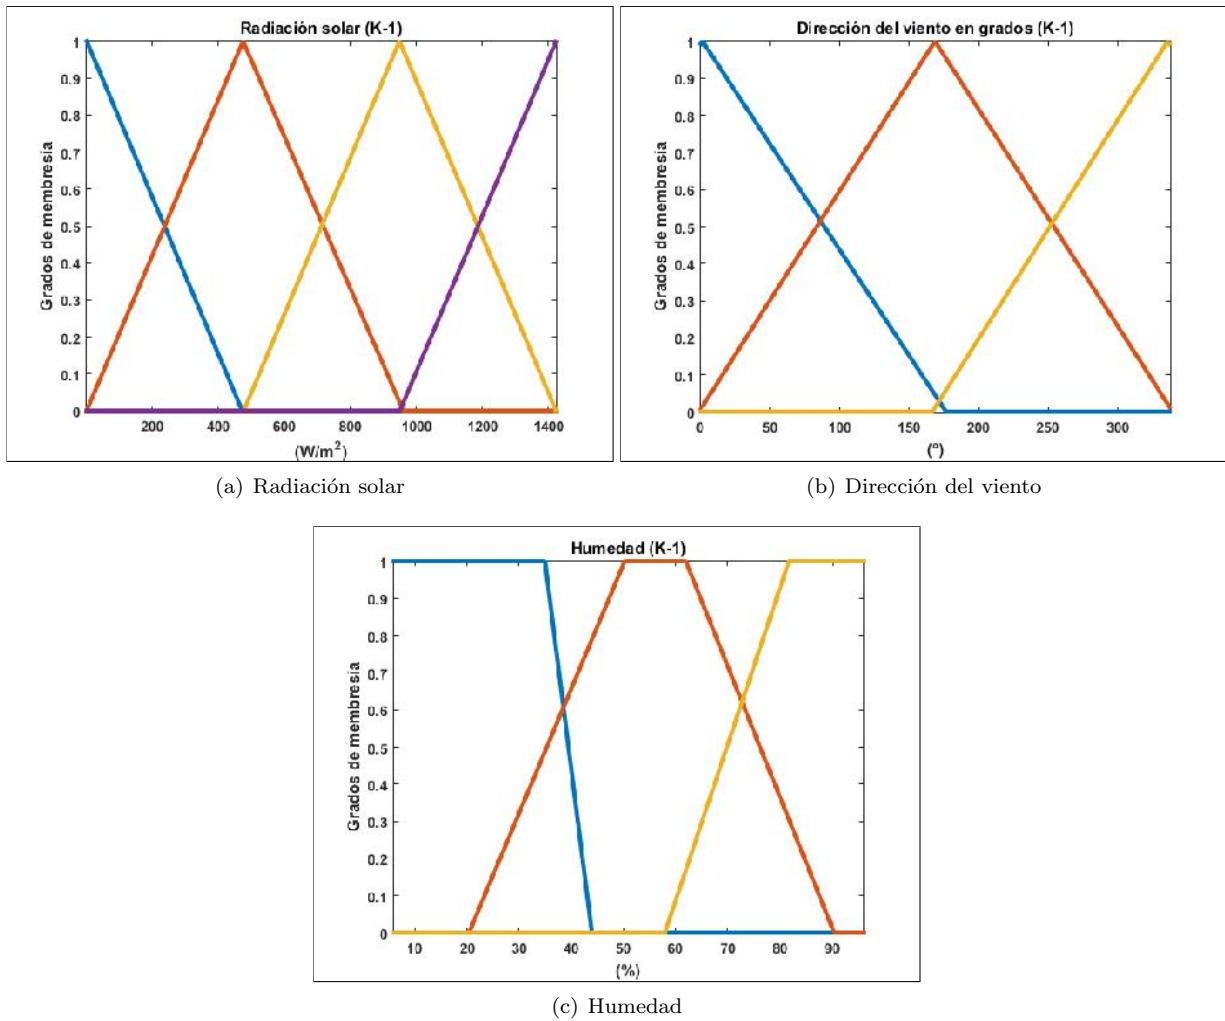 Radiación solar (K-1)
Grados de membresia
1
0.9
0.8
0.7
0.6
0.5
0.4
0.3
0.2
0.1
0
200 400 600 800 1000 1200 1400
(W/m²)
(a) Radiación solar
Dirección del viento en grados (K-1)
Grados de membresia
1
0.9
0.8
0.7
0.6
0.5
0.4
0.3
0.2
0.1
0
0 50 100 150 200 250 300
(º)
(b) Dirección del viento
Humedad (K-1)
Grados de membresia
1
0.9
0.8
0.7
0.6
0.5
0.4
0.3
0.2
0.1
0
10 20 30 40 50 60 70 80 90
(%)
(c) Humedad